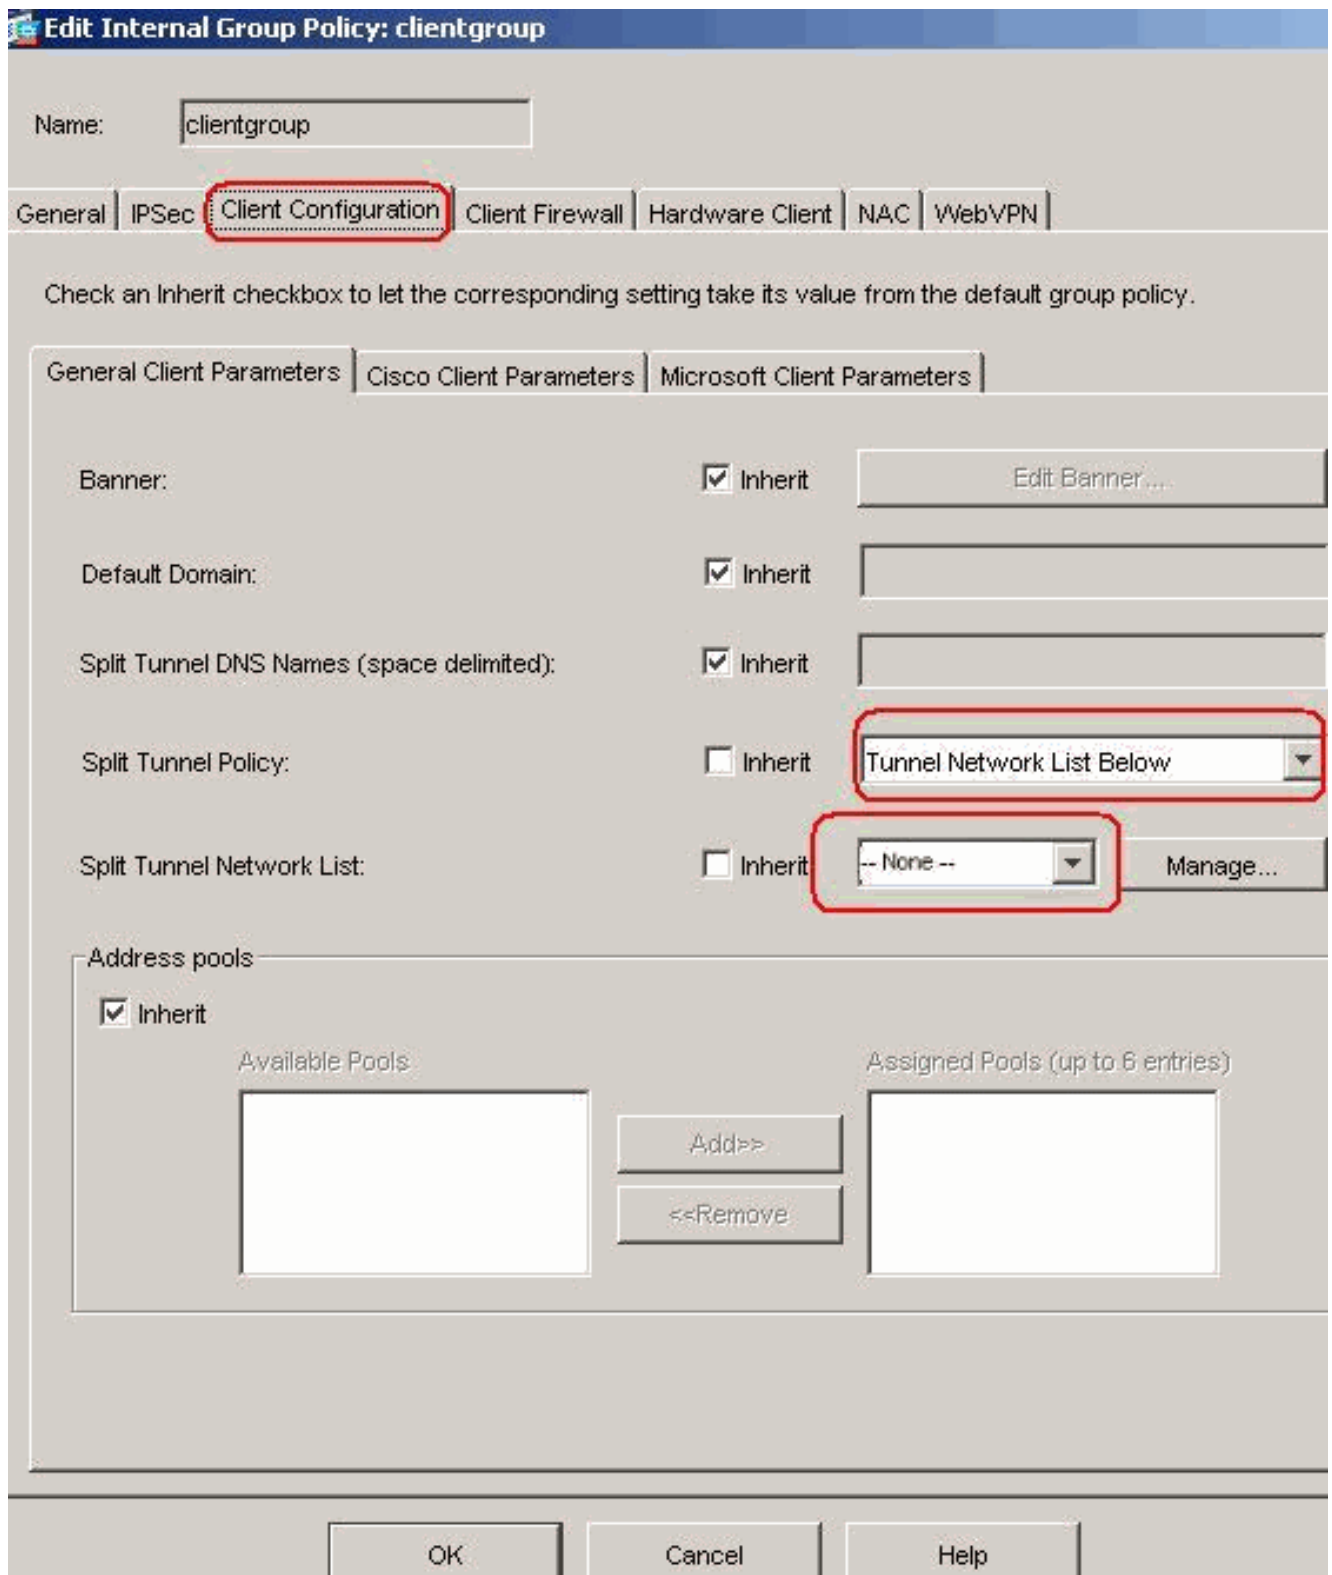 Edit Internal Group Policy: clientgroup
Name: clientgroup
General IPSec Client Configuration Client Firewall Hardware Client NAC WebVPN
Check an Inherit checkbox to let the corresponding setting take its value from the default group policy.
General Client Parameters Cisco Client Parameters Microsoft Client Parameters
Banner: Inherit Edit Banner...
Default Domain: Inherit
Split Tunnel DNS Names (space delimited): Inherit
Split Tunnel Policy: Inherit Tunnel Network List Below
Split Tunnel Network List: Inherit -- None -- Manage...
Address pools
Inherit
Available Pools Assigned Pools (up to 6 entries)
Add>>
<<Remove
OK Cancel Help